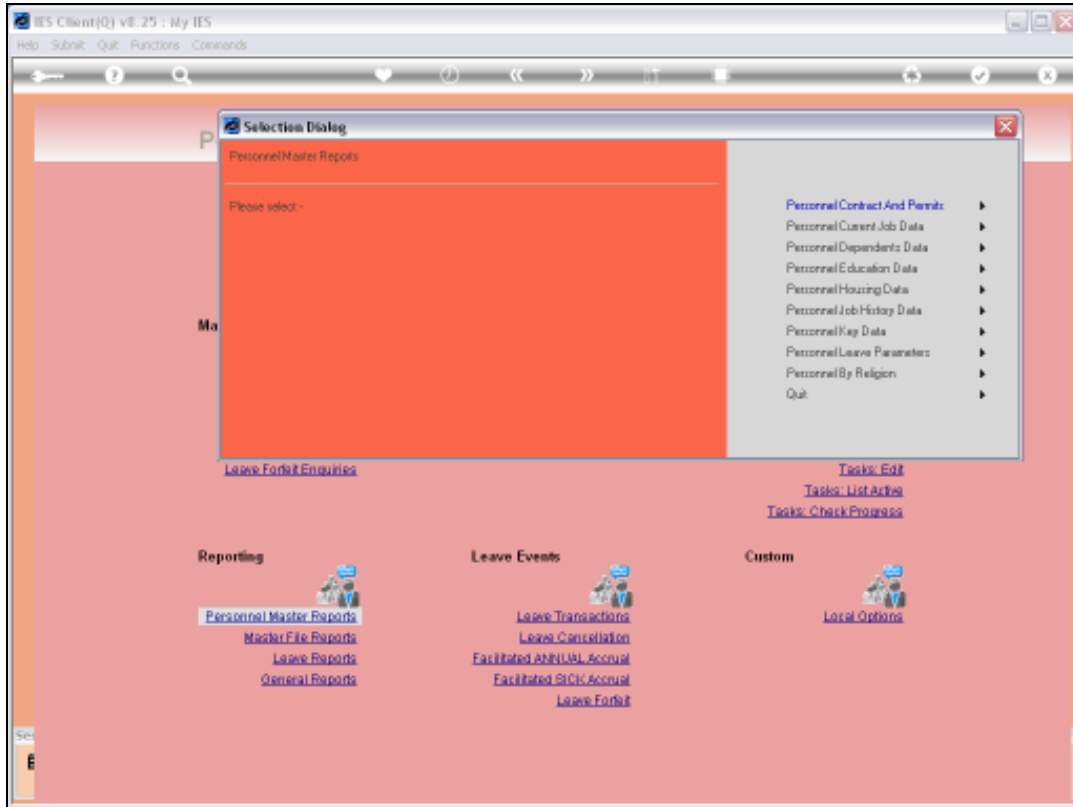 IES Client(Q) v8.25 : My IES
Help Submit Quit Functions Commands
Selection Dialog
Personnel Master Reports
Please select -
Personnel Contract And Permits
Personnel Current Job Data
Personnel Dependents Data
Personnel Education Data
Personnel Housing Data
Personnel Job History Data
Personnel Key Data
Personnel Leave Parameters
Personnel By Religion
Quit
P
Ma
Leave Forfeit Enquiries
Tasks: Edit
Tasks: List Active
Tasks: Check Progress
Reporting
Personnel Master Reports
Master File Reports
Leave Reports
General Reports
Leave Events
Leave Transactions
Leave Cancellation
Facilitated ANNUAL Accrual
Facilitated SICK Accrual
Leave Forfeit
Custom
Local Options
Se